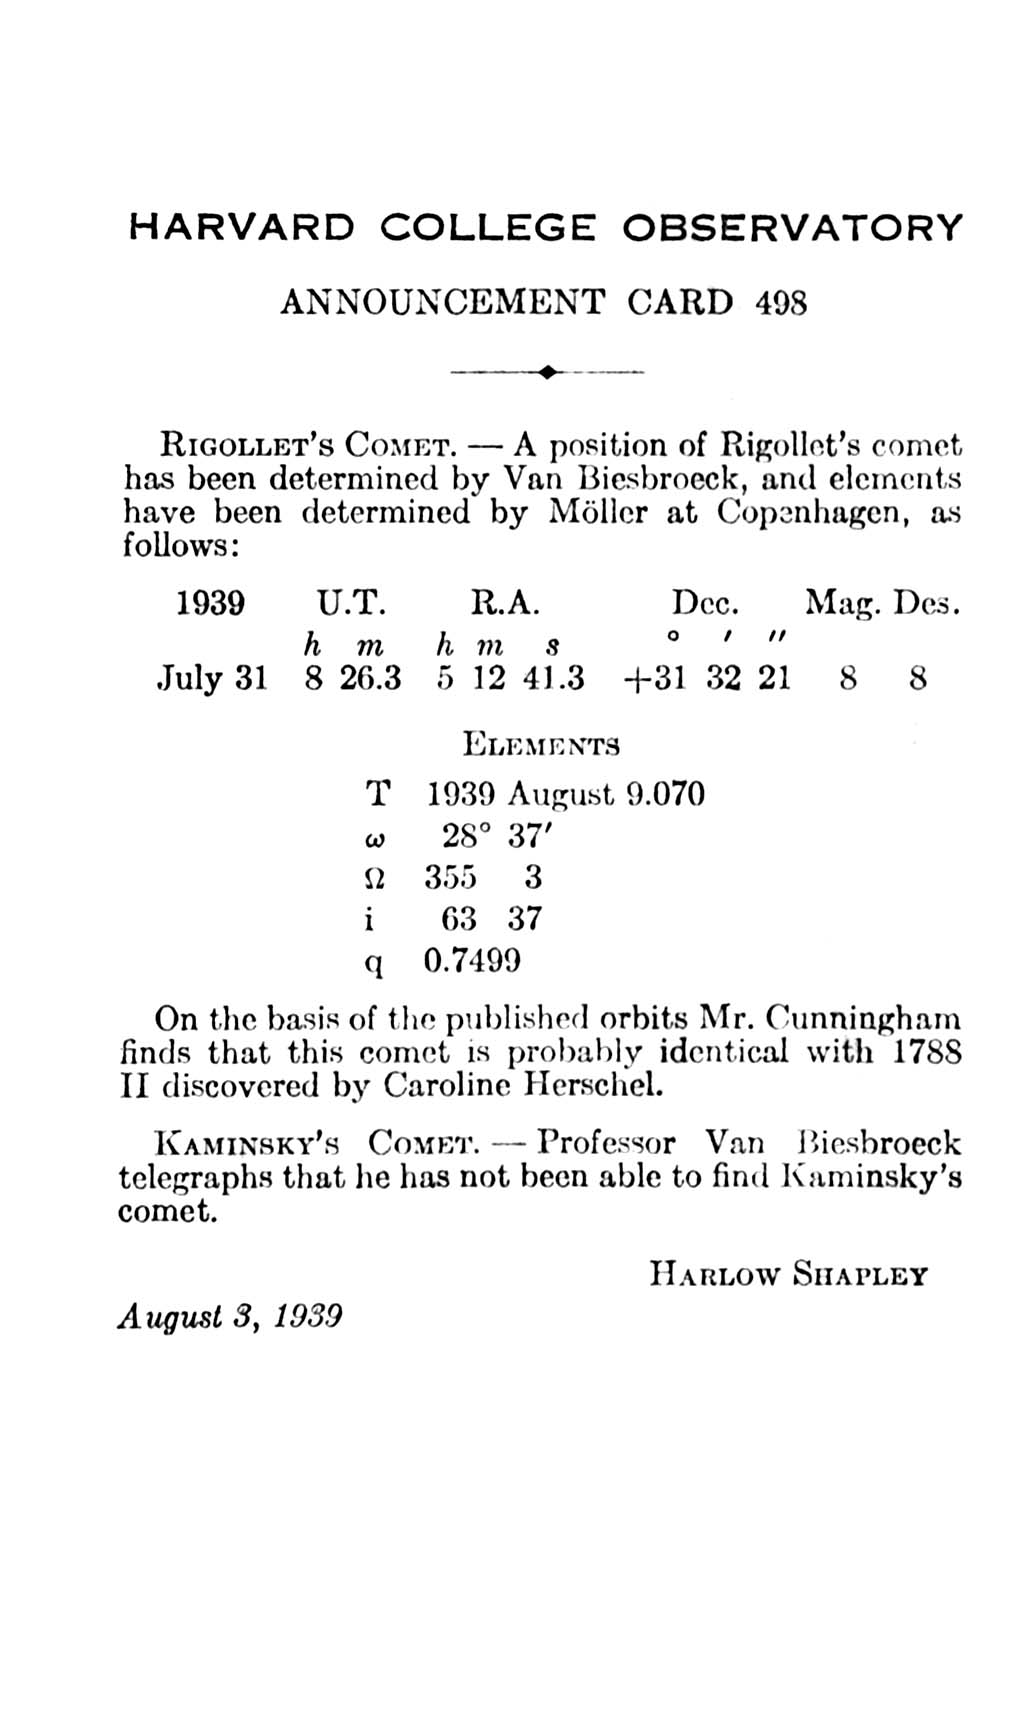 HARVARD COLLEGE OBSERVATORY
ANNOUNCEMENT CARD 498
RIGOLLET'S COMET. — A position of Rigollet's comet
has been determined by Van Biesbroeck, and elements
have been determined by Möller at Copenhagen, as
follows:
1939 U.T. R.A. Dec. Mag. Des.
h m h m s ° ′ ″
July 31 8 26.3 5 12 41.3 +31 32 21 8 8
ELEMENTS
T 1939 August 9.070
ω 28° 37′
Ω 355 3
i 63 37
q 0.7499
On the basis of the published orbits Mr. Cunningham
finds that this comet is probably identical with 1788
II discovered by Caroline Herschel.
KAMINSKY'S COMET. — Professor Van Biesbroeck
telegraphs that he has not been able to find Kaminsky's
comet.
HARLOW SHAPLEY
August 3, 1939